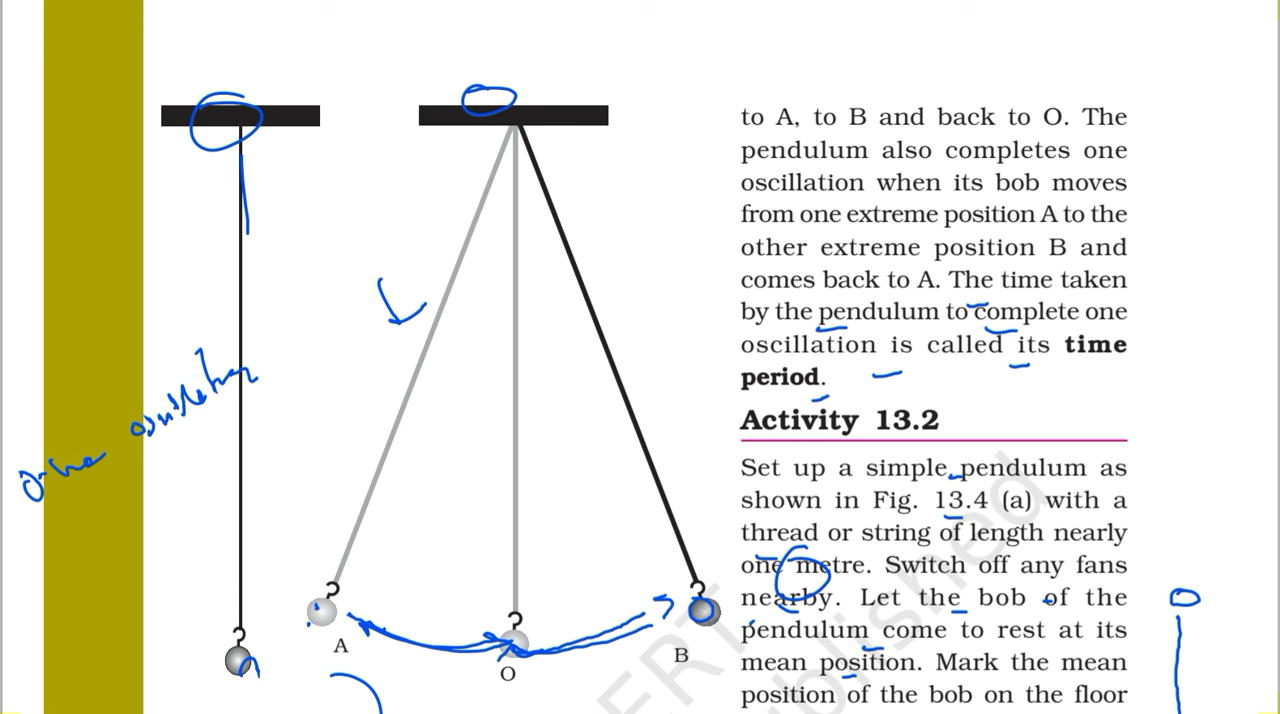 to A, to B and back to O. The
pendulum also completes one
oscillation when its bob moves
from one extreme position A to the
other extreme position B and
comes back to A. The time taken
by the pendulum to complete one
oscillation is called its time
period.
Activity 13.2
Set up a simple pendulum as
shown in Fig. 13.4 (a) with a
thread or string of length nearly
one metre. Switch off any fans
nearby. Let the bob of the
pendulum come to rest at its
mean position. Mark the mean
position of the bob on the floor
A
O
B